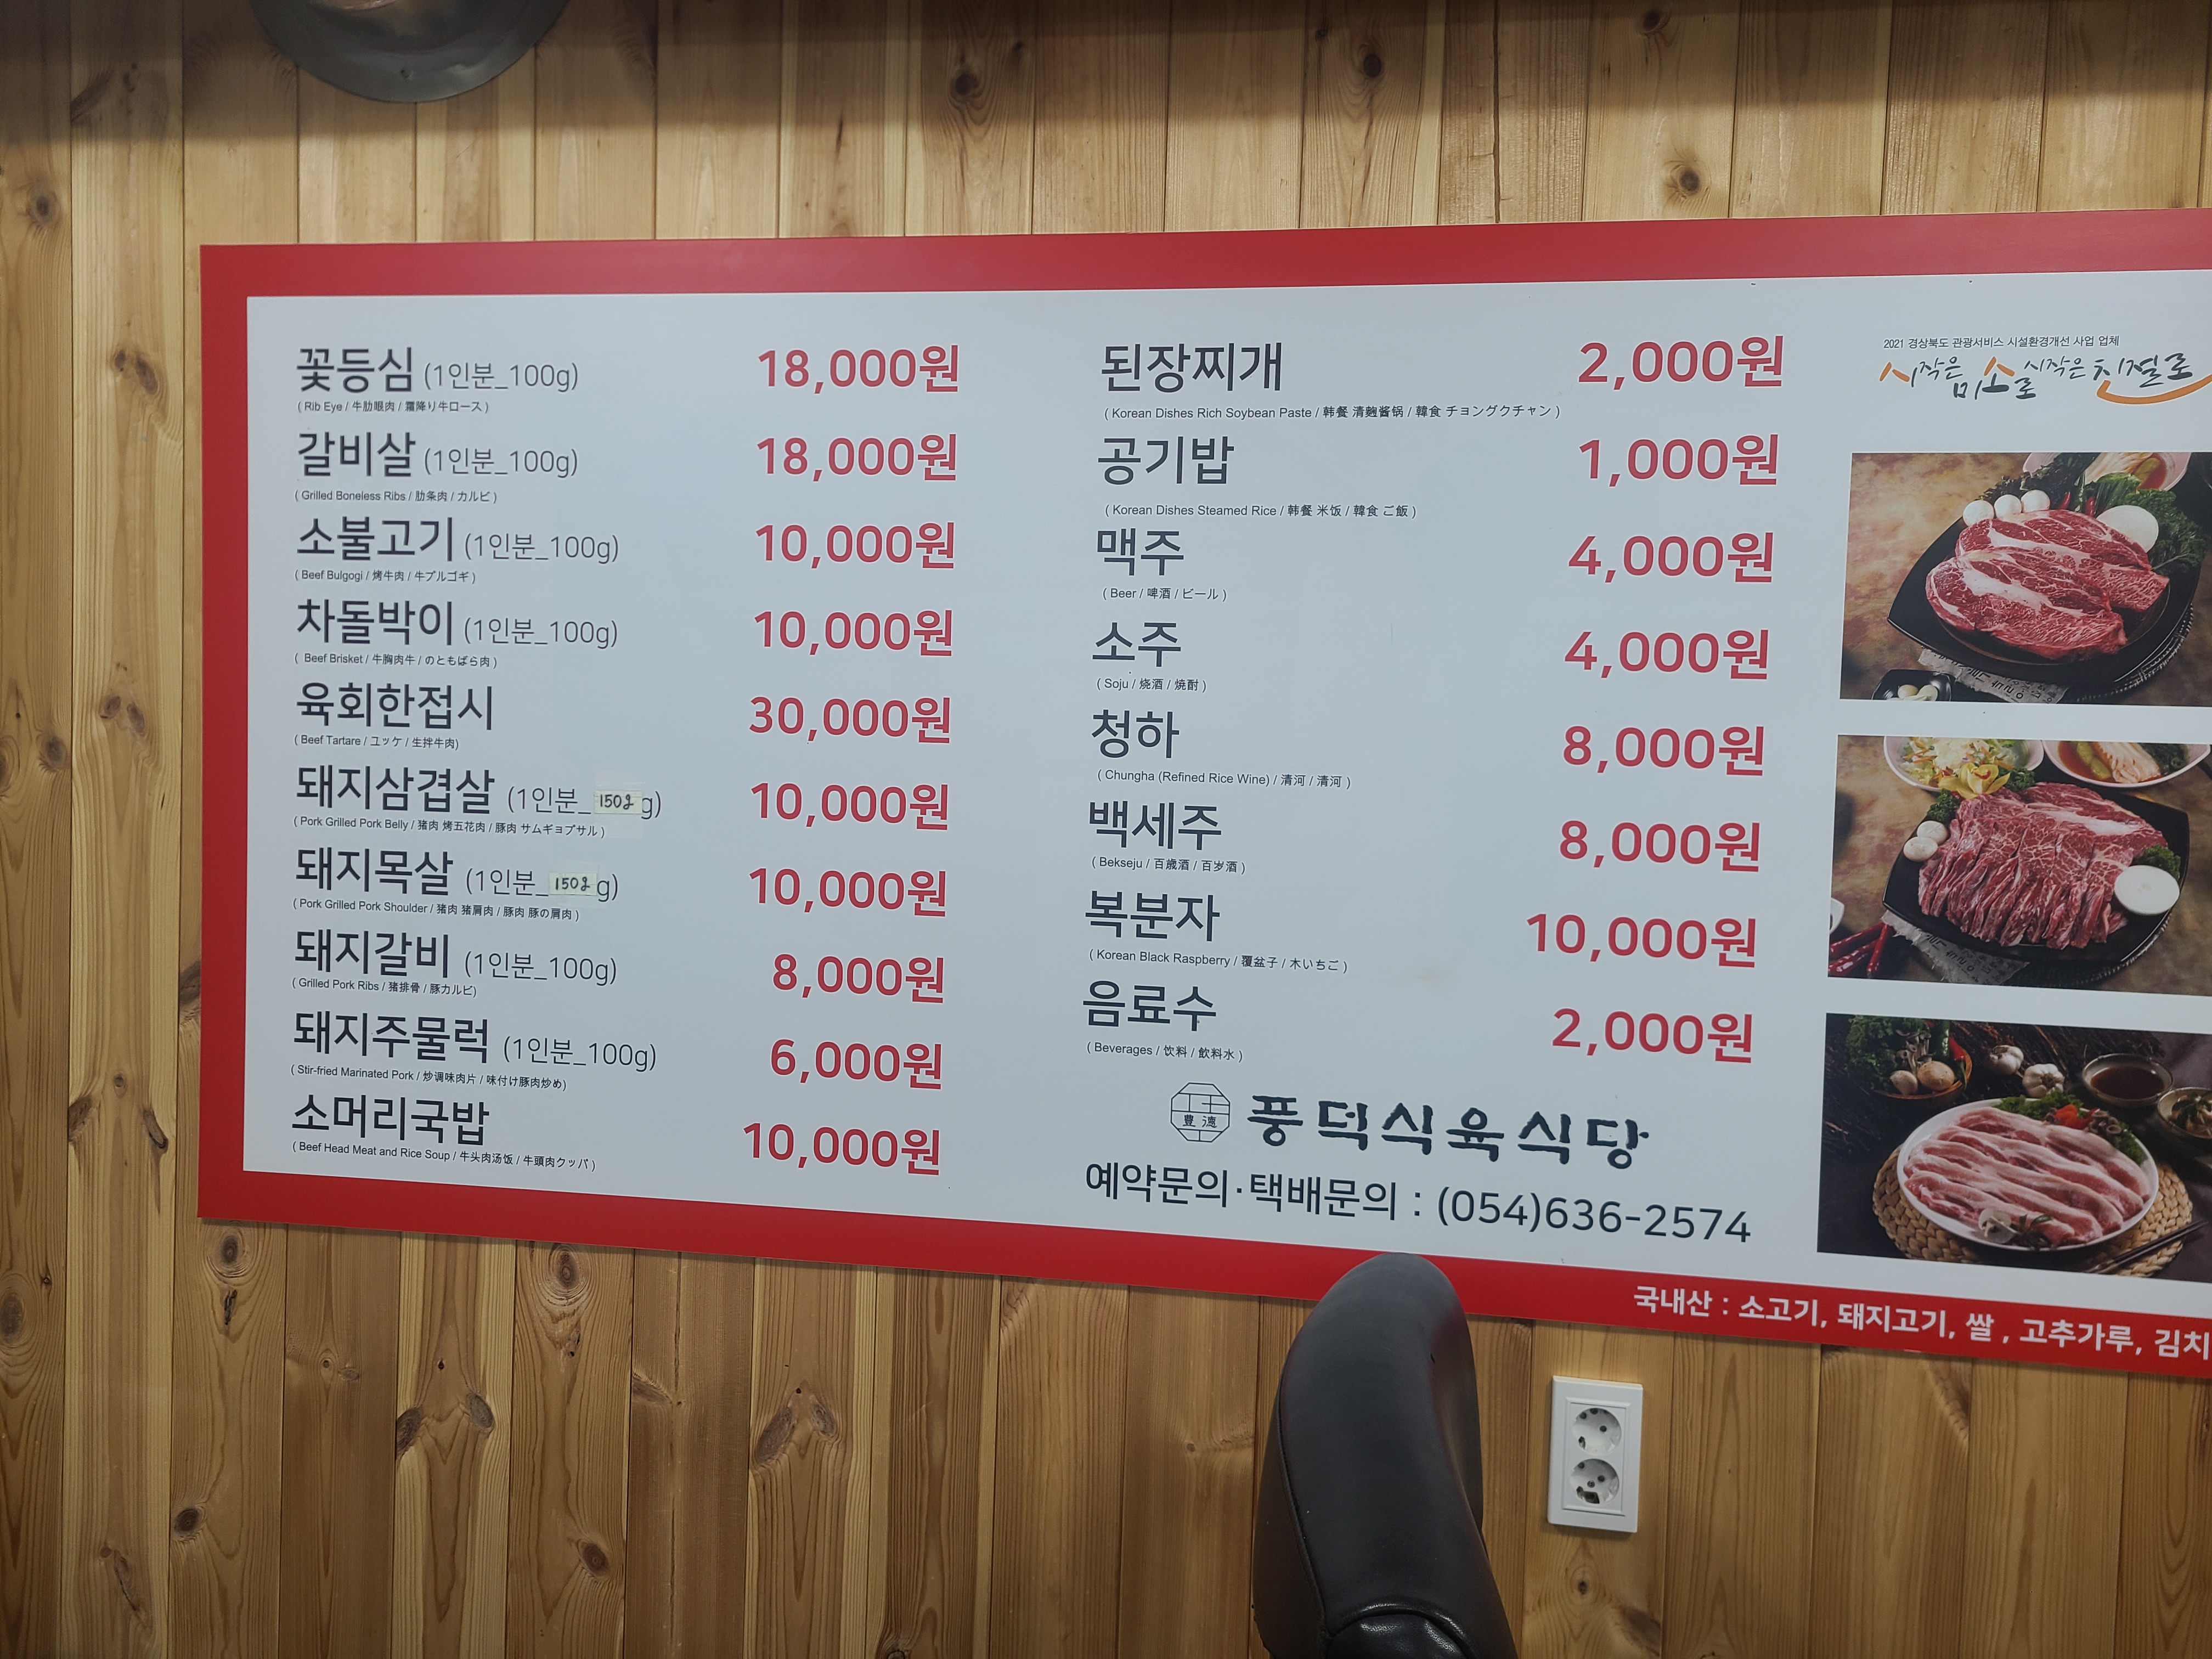 꽃등심 (1인분_100g) 18,000원
( Rib Eye / 牛肋眼肉 / 霜降り牛ロース )
갈비살 (1인분_100g) 18,000원
( Grilled Boneless Ribs / 肋条肉 / カルビ )
소불고기 (1인분_100g) 10,000원
( Beef Bulgogi / 烤牛肉 / 牛プルゴギ )
차돌박이 (1인분_100g) 10,000원
( Beef Brisket / 牛胸肉牛 / のともばら肉 )
육회한접시 30,000원
( Beef Tartare / ユッケ / 生拌牛肉)
돼지삼겹살 (1인분_150g g) 10,000원
( Pork Grilled Pork Belly / 猪肉 烤五花肉 / 豚肉 サムギョプサル )
돼지목살 (1인분_150g g) 10,000원
( Pork Grilled Pork Shoulder / 猪肉 猪肩肉 / 豚肉 豚の肩肉 )
돼지갈비 (1인분_100g) 8,000원
( Grilled Pork Ribs / 猪排骨 / 豚カルビ)
돼지주물럭 (1인분_100g) 6,000원
( Stir-fried Marinated Pork / 炒调味肉片 / 味付け豚肉炒め)
소머리국밥 10,000원
( Beef Head Meat and Rice Soup / 牛头肉汤饭 / 牛頭肉クッパ )
된장찌개 2,000원
( Korean Dishes Rich Soybean Paste / 韩餐 清麴酱锅 / 韓食 チョングクチャン )
공기밥 1,000원
( Korean Dishes Steamed Rice / 韩餐 米饭 / 韓食 ご飯 )
맥주 4,000원
( Beer / 啤酒 / ビール )
소주 4,000원
( Soju / 烧酒 / 焼酎 )
청하 8,000원
( Chungha (Refined Rice Wine) / 清河 / 清河 )
백세주 8,000원
( Bekseju / 百歳酒 / 百岁酒 )
복분자 10,000원
( Korean Black Raspberry / 覆盆子 / 木いちご )
음료수 2,000원
( Beverages / 饮料 / 飲料水 )
豊德 풍덕식육식당
예약문의·택배문의 : (054)636-2574
2021 경상북도 관광서비스 시설환경개선 사업 업체
시작은 미소로 시작은 친절로
국내산 : 소고기, 돼지고기, 쌀 , 고추가루, 김치